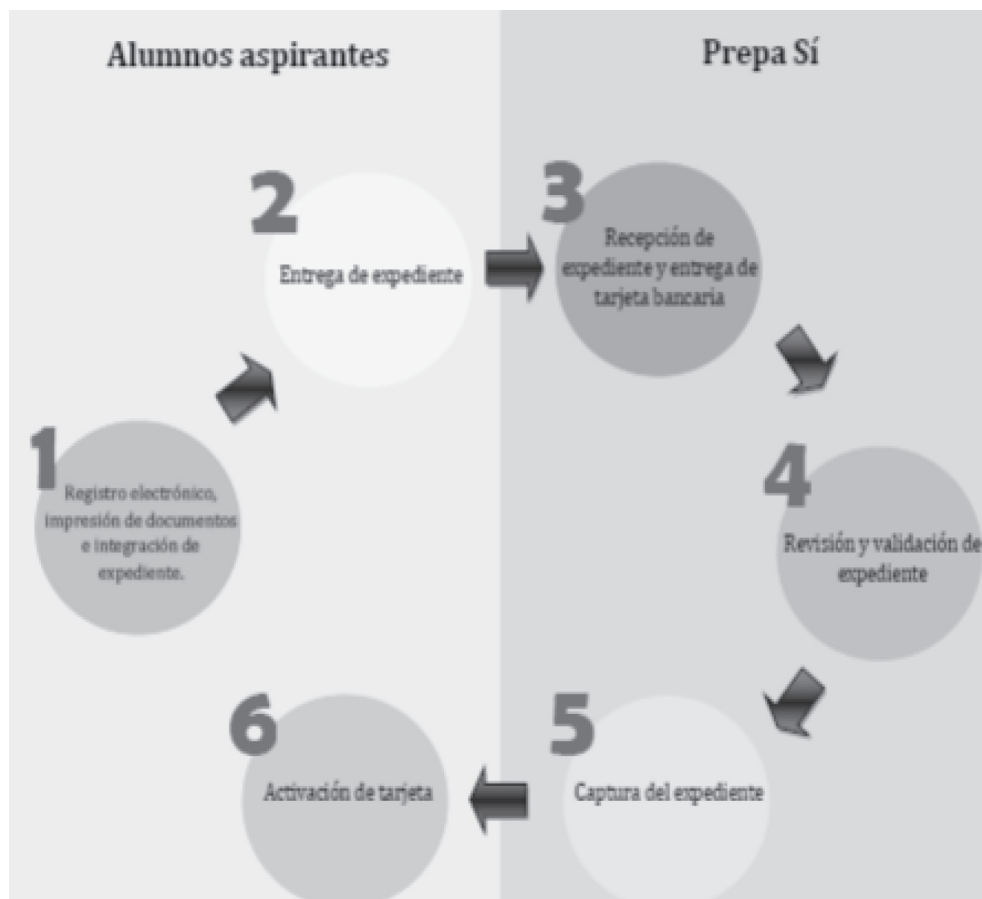 Alumnos aspirantes
Prepa Sí
1
Registro electrónico,
impresión de documentos
e integración de
expediente.
2
Entrega de expediente
3
Recepción de
expediente y entrega de
tarjeta bancaria
4
Revisión y validación de
expediente
5
Captura del expediente
6
Activación de tarjeta